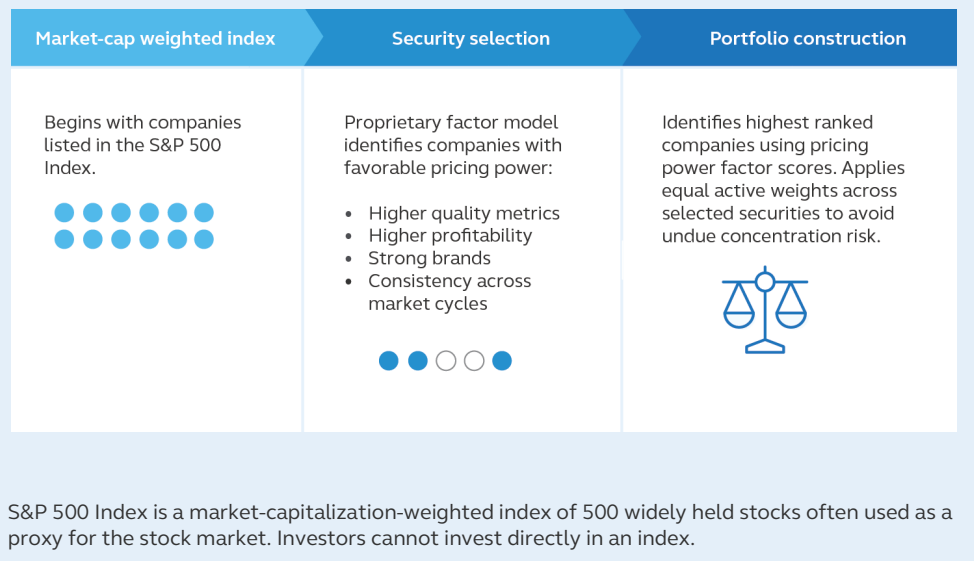 Market-cap weighted index
Security selection
Portfolio construction
Begins with companies
listed in the S&P 500
Index.
Proprietary factor model
identifies companies with
favorable pricing power:
• Higher quality metrics
• Higher profitability
• Strong brands
• Consistency across
market cycles
Identifies highest ranked
companies using pricing
power factor scores. Applies
equal active weights across
selected securities to avoid
undue concentration risk.
S&P 500 Index is a market-capitalization-weighted index of 500 widely held stocks often used as a
proxy for the stock market. Investors cannot invest directly in an index.